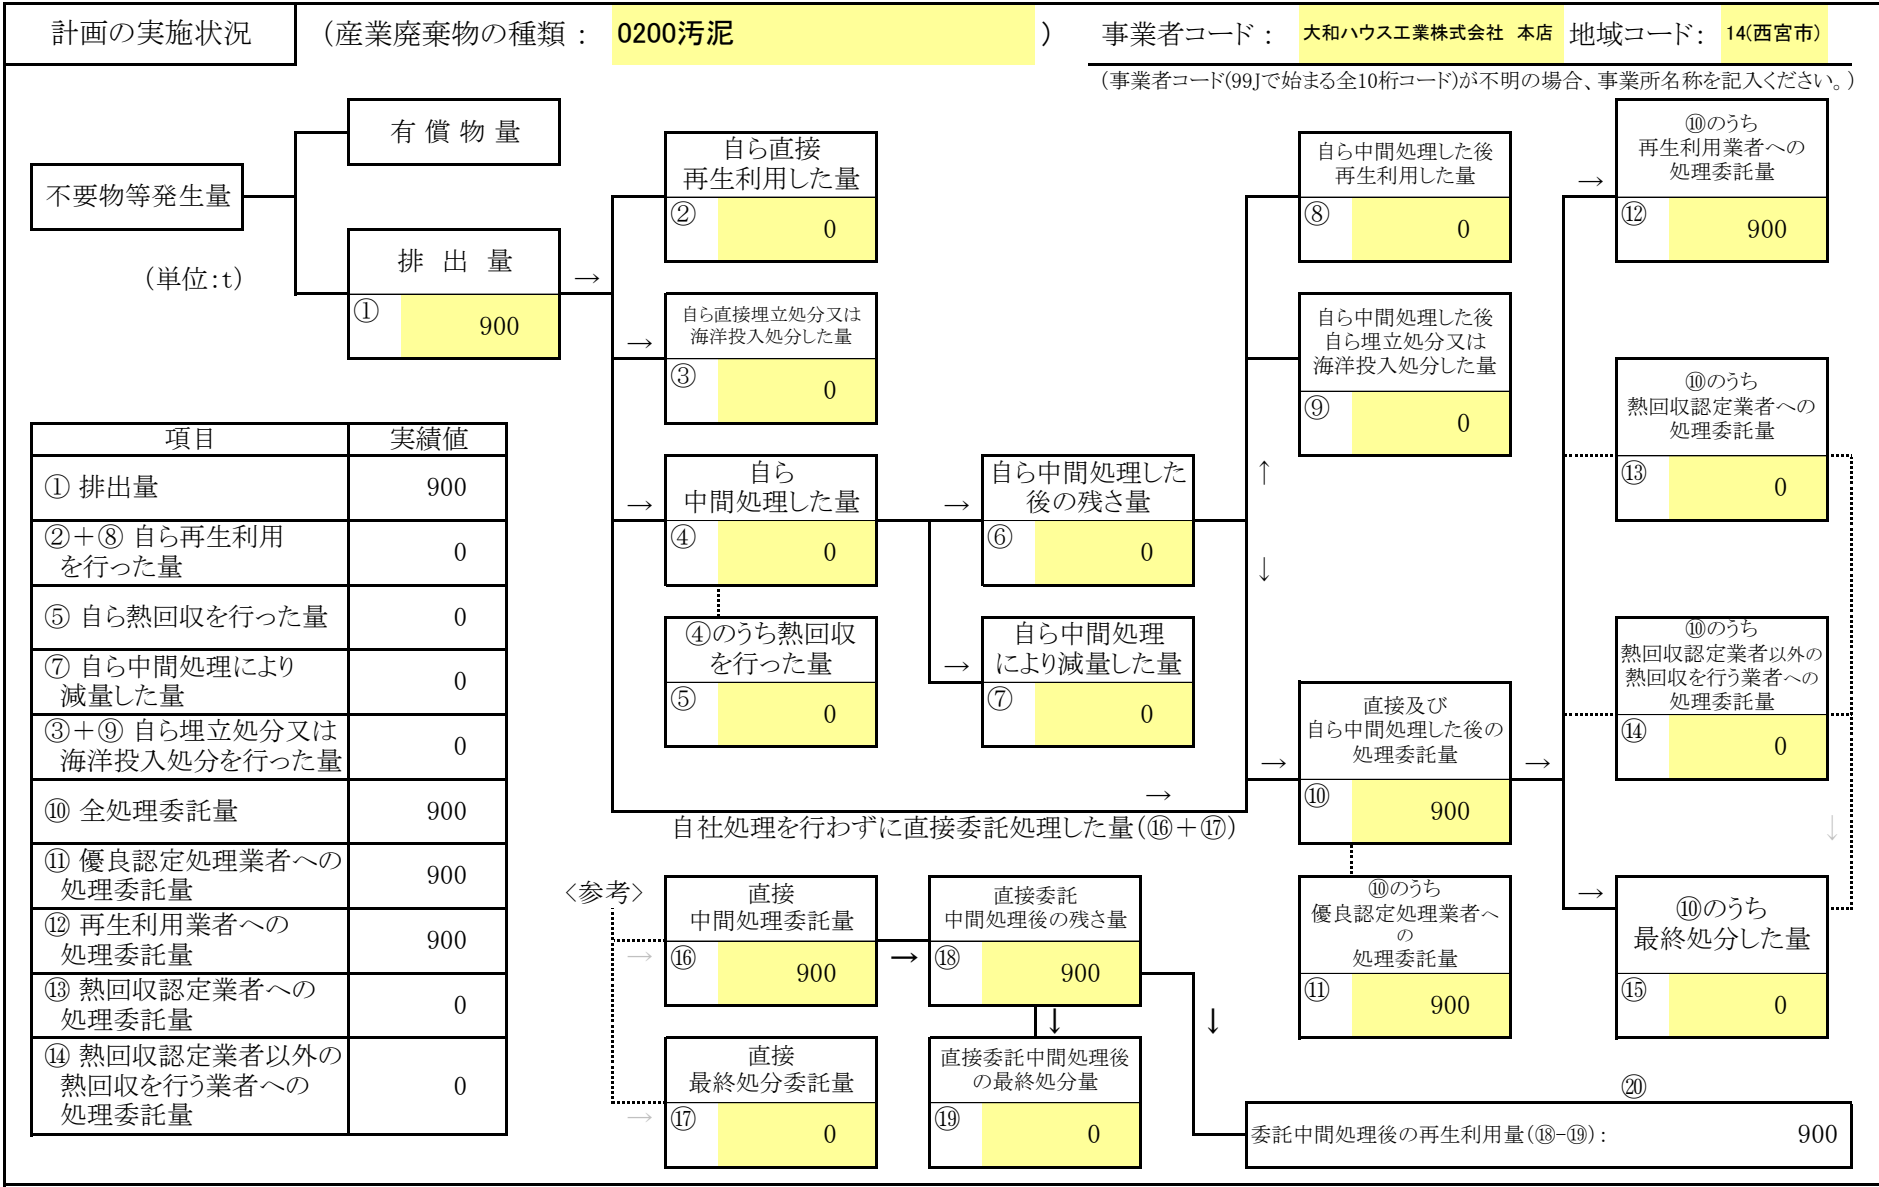 計画の実施状況
（産業廃棄物の種類： 0200汚泥 ）
事業者コード： 大和ハウス工業株式会社 本店 地域コード： 14(西宮市)
（事業者コード(99Jで始まる全10桁コード)が不明の場合、事業所名称を記入ください。）
不要物等発生量
（単位:t）
有 償 物 量
排 出 量
① 900
→
自ら直接
再生利用した量
② 0
→
自ら直接埋立処分又は
海洋投入処分した量
③ 0
→
自ら
中間処理した量
④ 0
④のうち熱回収
を行った量
⑤ 0
→
自ら中間処理した
後の残さ量
⑥ 0
→
自ら中間処理
により減量した量
⑦ 0
↑
↓
自ら中間処理した後
再生利用した量
⑧ 0
自ら中間処理した後
自ら埋立処分又は
海洋投入処分した量
⑨ 0
→
自社処理を行わずに直接委託処理した量(⑯＋⑰)
→
直接及び
自ら中間処理した後の
処理委託量
⑩ 900
⑩のうち
優良認定処理業者へ
の
処理委託量
⑪ 900
→
→
⑩のうち
再生利用業者への
処理委託量
⑫ 900
⑩のうち
熱回収認定業者への
処理委託量
⑬ 0
⑩のうち
熱回収認定業者以外の
熱回収を行う業者への
処理委託量
⑭ 0
↓
→
⑩のうち
最終処分した量
⑮ 0
項目 実績値
① 排出量 900
②＋⑧ 自ら再生利用
を行った量 0
⑤ 自ら熱回収を行った量 0
⑦ 自ら中間処理により
減量した量 0
③＋⑨ 自ら埋立処分又は
海洋投入処分を行った量 0
⑩ 全処理委託量 900
⑪ 優良認定処理業者への
処理委託量 900
⑫ 再生利用業者への
処理委託量 900
⑬ 熱回収認定業者への
処理委託量 0
⑭ 熱回収認定業者以外の
熱回収を行う業者への
処理委託量 0
〈参考〉
→
直接
中間処理委託量
⑯ 900
→
直接委託
中間処理後の残さ量
⑱ 900
→
直接
最終処分委託量
⑰ 0
↓
直接委託中間処理後
の最終処分量
⑲ 0
↓
⑳
委託中間処理後の再生利用量(⑱-⑲)： 900